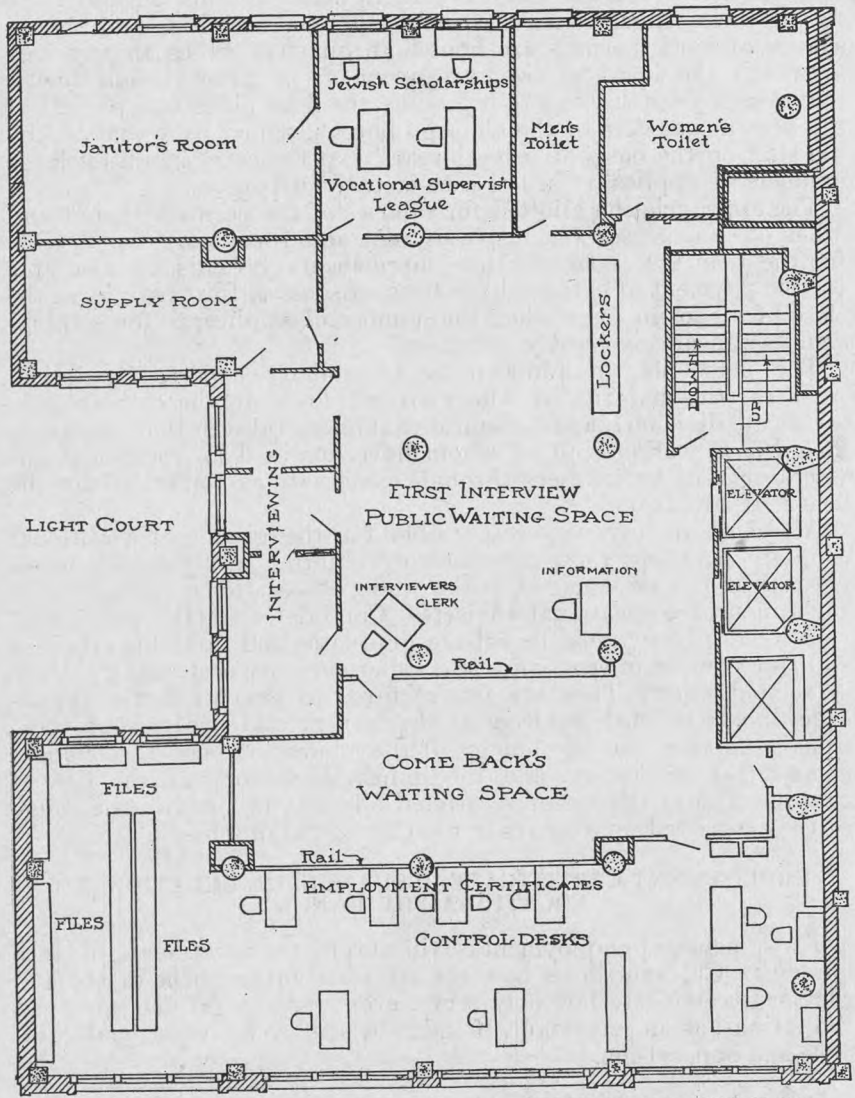 Jewish Scholarships
Janitor's Room
Men's
Toilet
Women's
Toilet
Vocational Supervis'n
League
Supply Room
Lockers
Down
Up
Light Court
Interviewing
First Interview
Public Waiting Space
Elevator
Elevator
Interviewers
Clerk
Information
Rail
Come Back's
Waiting Space
Files
Rail
Employment Certificates
Files
Files
Control Desks